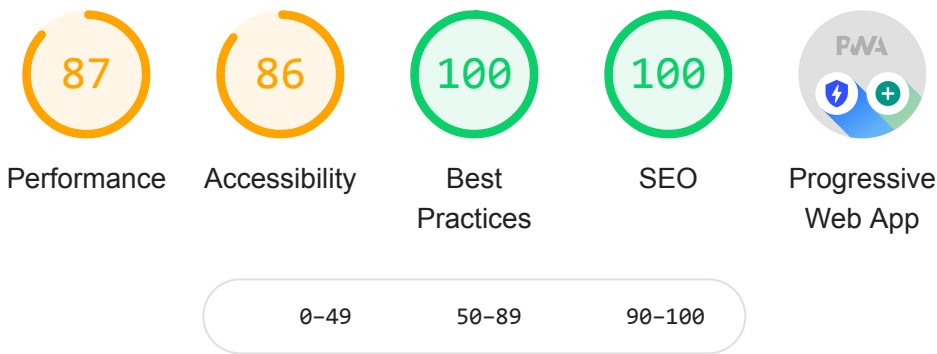 87 86 100 100 PWA
Performance Accessibility Best Practices SEO Progressive Web App
0–49 50–89 90–100